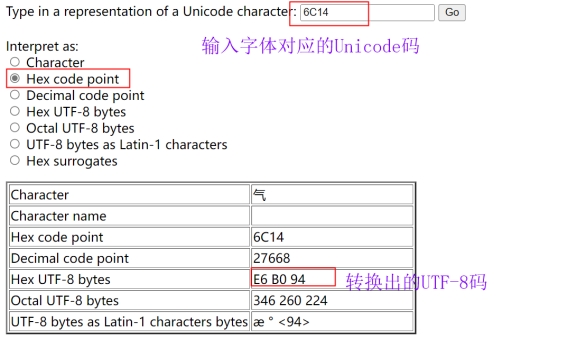 Type in a representation of a Unicode character: 6C14 Go
输入字体对应的Unicode码
Interpret as:
Character
Hex code point
Decimal code point
Hex UTF-8 bytes
Octal UTF-8 bytes
UTF-8 bytes as Latin-1 characters
Hex surrogates
Character 气
Character name
Hex code point 6C14
Decimal code point 27668
Hex UTF-8 bytes E6 B0 94 转换出的UTF-8码
Octal UTF-8 bytes 346 260 224
UTF-8 bytes as Latin-1 characters bytes æ ° <94>